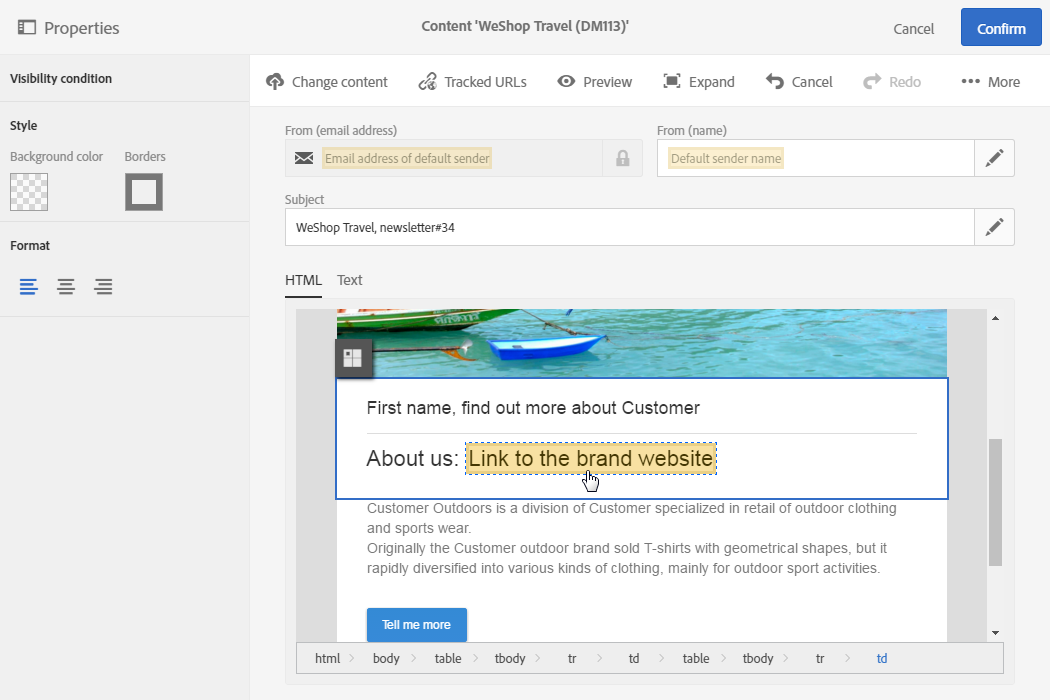 Properties
Content 'WeShop Travel (DM113)'
Cancel
Confirm
Visibility condition
Style
Background color
Borders
Format
Change content
Tracked URLs
Preview
Expand
Cancel
Redo
More
From (email address)
From (name)
Email address of default sender
Default sender name
Subject
WeShop Travel, newsletter#34
HTML
Text
First name, find out more about Customer
About us: Link to the brand website
Customer Outdoors is a division of Customer specialized in retail of outdoor clothing
and sports wear.
Originally the Customer outdoor brand sold T-shirts with geometrical shapes, but it
rapidly diversified into various kinds of clothing, mainly for outdoor sport activities.
Tell me more
html > body > table > tbody > tr > td > table > tbody > tr > td